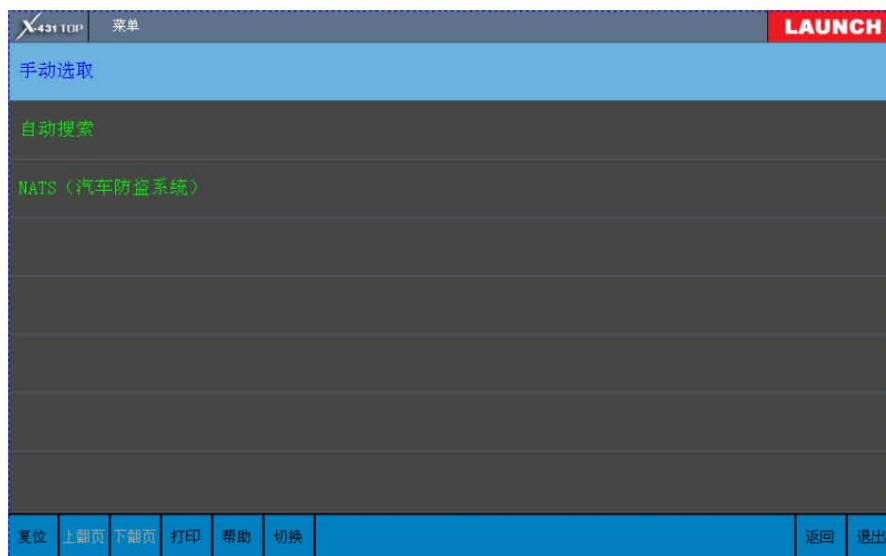 X-431 TOP 菜单 LAUNCH
手动选取
自动搜索
NATS（汽车防盗系统）
复位 上翻页 下翻页 打印 帮助 切换 返回 退出